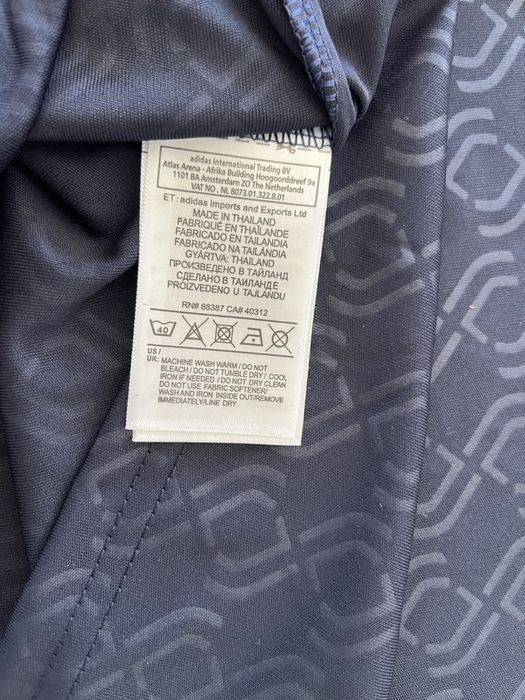 adidas International Trading BV
Atlas Arena - Afrika Building Hoogoorddreef 9a
1101 BA Amsterdam ZO The Netherlands
VAT NO . NL 8073.01.322.B.01
ET : adidas Imports and Exports Ltd
MADE IN THAILAND
FABRIQUÉ EN THAÏLANDE
FABRICADO EN TAILANDIA
FABRICADO NA TAILÂNDIA
GYÁRTVA: THAILAND
ПРОИЗВЕДЕНО В ТАЙЛАНД
СДЕЛАНО В ТАИЛАНДЕ
PROIZVEDENO U TAJLANDU
RN# 88387 CA# 40312
40
US /
UK: MACHINE WASH WARM / DO NOT
BLEACH / DO NOT TUMBLE DRY / COOL
IRON IF NEEDED / DO NOT DRY CLEAN
DO NOT USE FABRIC SOFTENER/
WASH AND IRON INSIDE OUT/REMOVE
IMMEDIATELY/LINE DRY